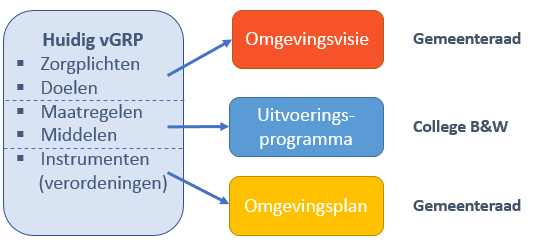 Huidig vGRP
▪ Zorgplichten
▪ Doelen
▪ Maatregelen
▪ Middelen
▪ Instrumenten
(verordeningen)
Omgevingsvisie
Gemeenteraad
Uitvoerings-
programma
College B&W
Omgevingsplan
Gemeenteraad